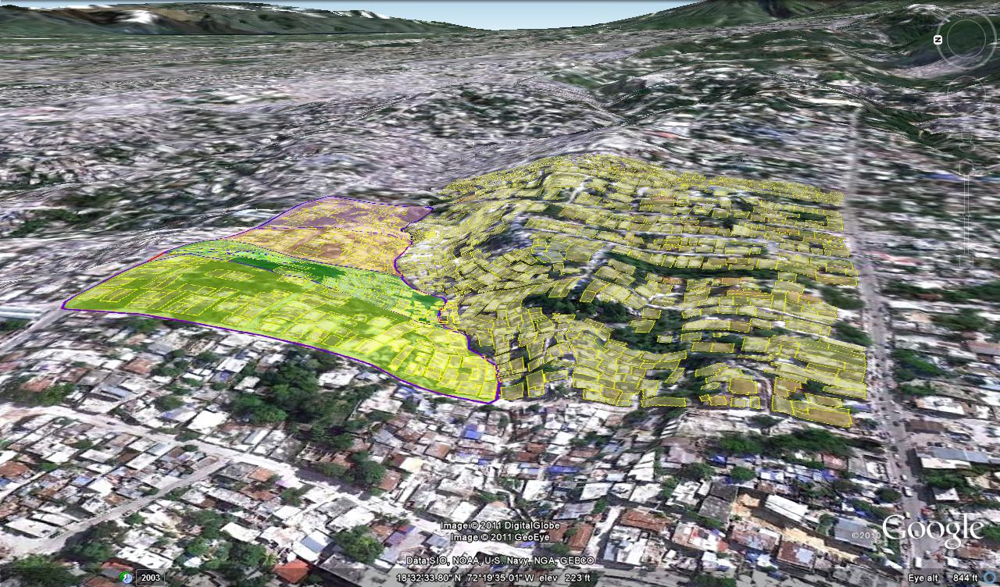 N
Image © 2011 DigitalGlobe
Image © 2011 GeoEye
©2010 Google
Data SIO, NOAA, U.S. Navy, NGA, GEBCO
2003
18°32'33.80" N 72°19'35.01" W elev 223 ft
Eye alt 844 ft